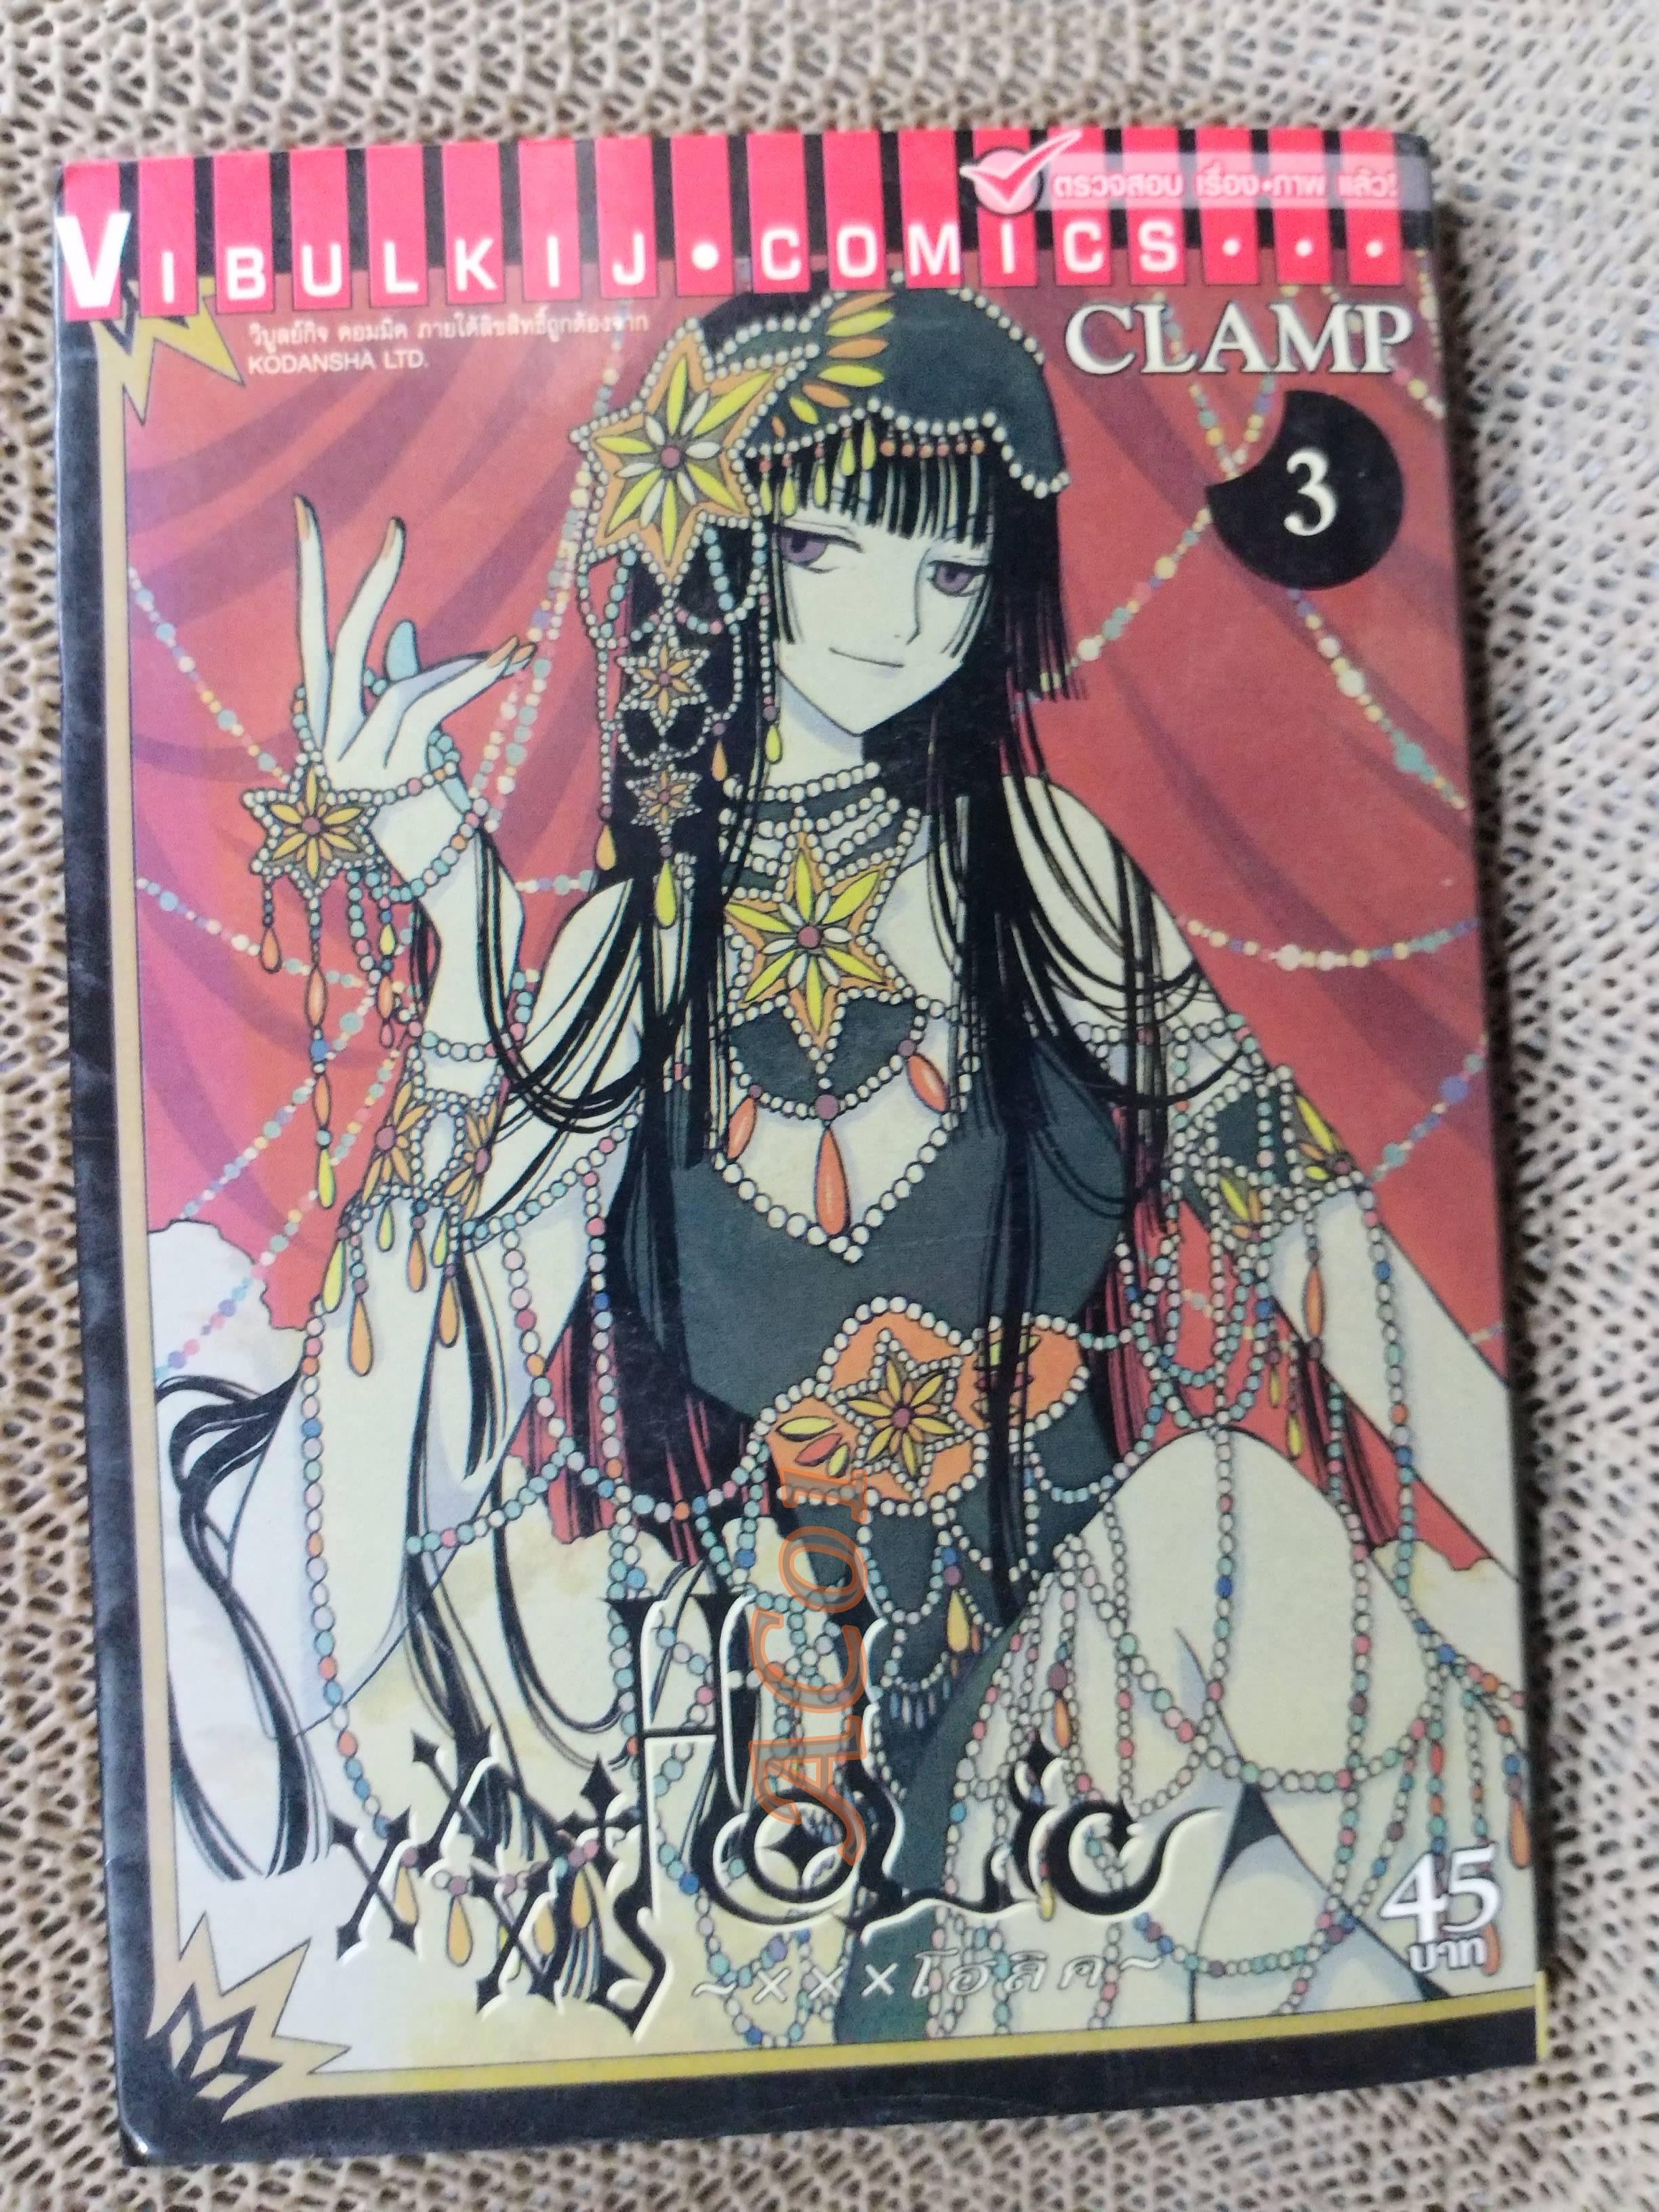 ตรวจสอบ เรื่อง•ภาพ แล้ว!
VIBULKIJ•COMICS•••
วิบูลย์กิจ คอมมิค ภายใต้ลิขสิทธิ์ถูกต้องจาก
KODANSHA LTD.
CLAMP
3
ACo1
×××HOLiC
~×××โฮลิค~
45
บาท